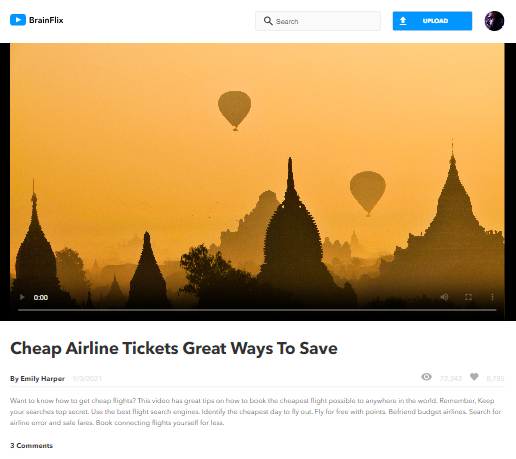 BrainFlix
Search
UPLOAD
0:00
Cheap Airline Tickets Great Ways To Save
By Emily Harper 9/3/2021 72,342 8,785
Want to know how to get cheap flights? This video has great tips on how to book the cheapest flight possible to anywhere in the world. Remember, Keep
your searches top secret. Use the best flight search engines. Identify the cheapest day to fly out. Fly for free with points. Befriend budget airlines. Search for
airline error and sale fares. Book connecting flights yourself for less.
3 Comments